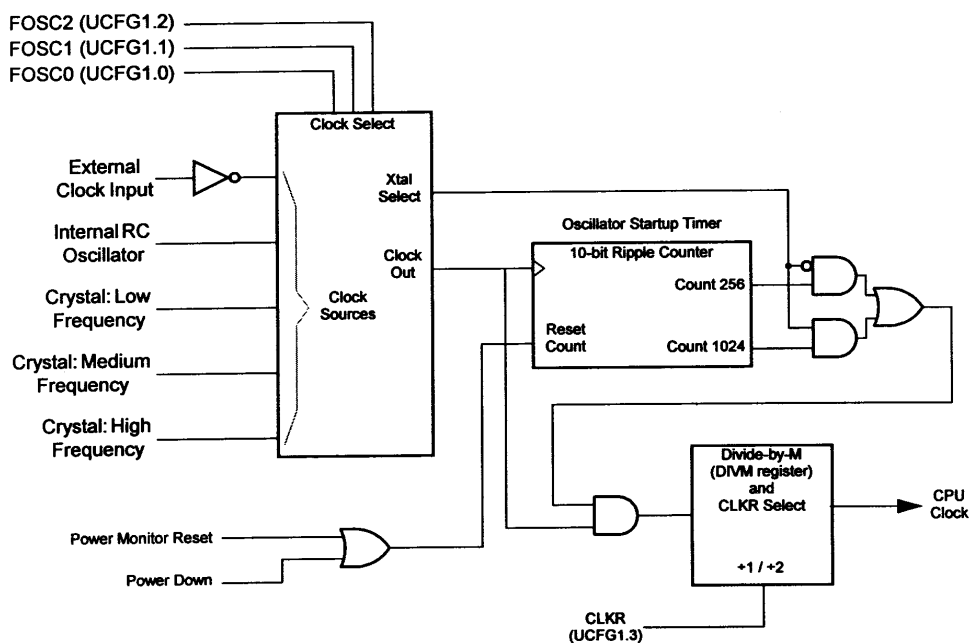 FOSC2 (UCFG1.2)
FOSC1 (UCFG1.1)
FOSC0 (UCFG1.0)
Clock Select
External
Clock Input
Xtal
Select
Internal RC
Oscillator
Clock
Out
Oscillator Startup Timer
10-bit Ripple Counter
Count 256
Crystal: Low
Frequency
Clock
Sources
Reset
Count
Count 1024
Crystal: Medium
Frequency
Crystal: High
Frequency
Divide-by-M
(DIVM register)
and
CLKR Select
CPU
Clock
Power Monitor Reset
Power Down
÷1 / ÷2
CLKR
(UCFG1.3)